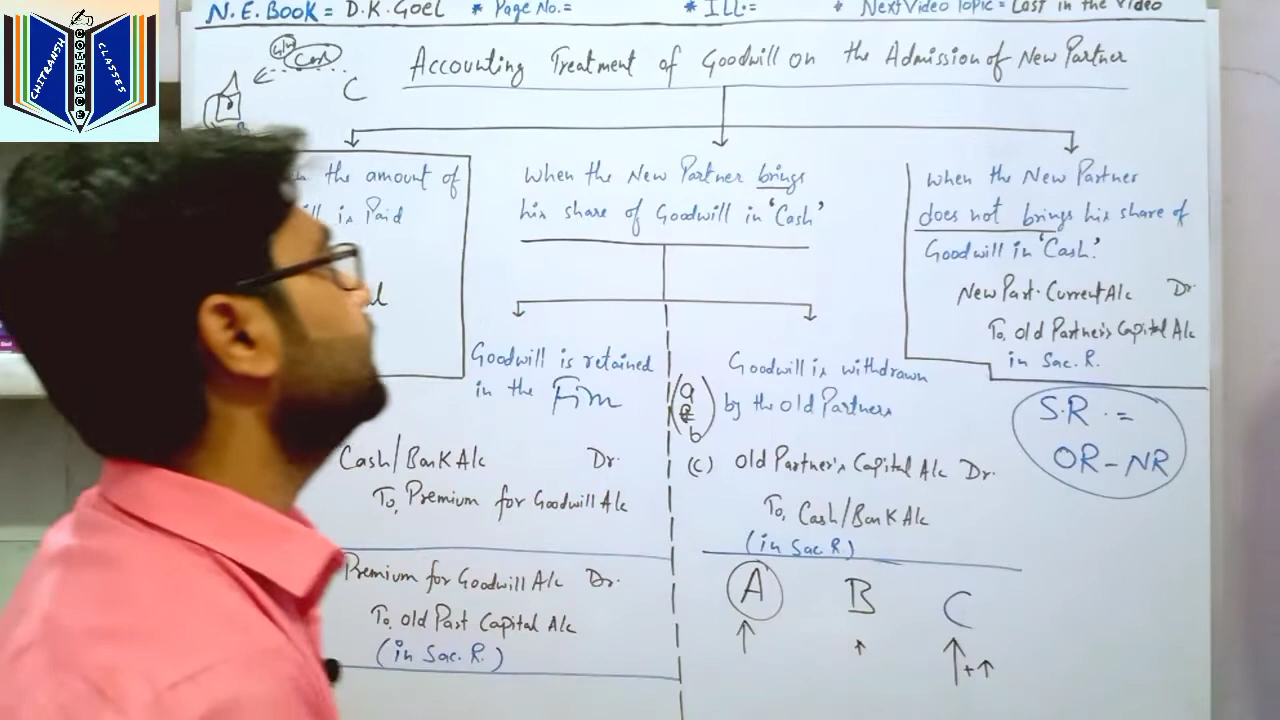 N.E.Book = D.K.Goel * Page No.= * ILL.= * Next Video Topic = Last in the Video
CHITRANSH COMMERCE CLASSES
G/W Cash
C
Accounting Treatment of Goodwill on the Admission of New Partner
the amount of
is Paid
When the New Partner brings
his share of Goodwill in 'Cash'
When the New Partner
does not brings his share of
Goodwill in 'Cash.'
New Part. Current A/c Dr.
To, Old Partner's Capital A/c
in Sac. R.
Goodwill is retained
in the Firm
Cash/Bank A/c Dr.
To, Premium for Goodwill A/c
Premium for Goodwill A/c Dr.
To, Old Part Capital A/c
(in Sac. R.)
Goodwill is withdrawn
by the old Partners
a
&
b
(c) Old Partner's Capital A/c Dr.
To, Cash/Bank A/c
(in Sac. R.)
A B C
+
S.R. =
OR - NR